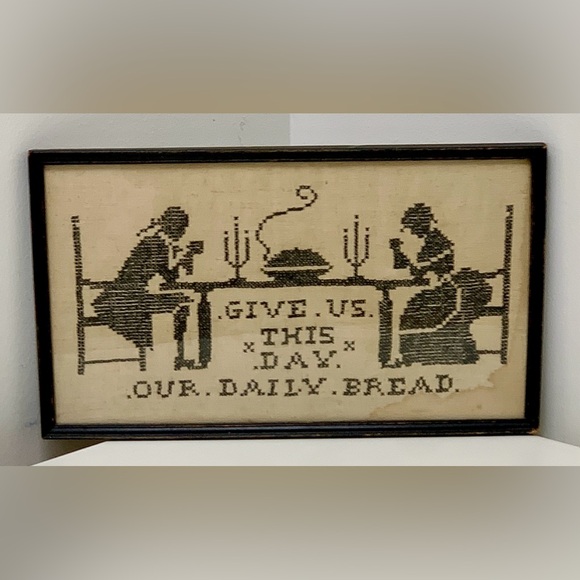 .GIVE.US.
×THIS×
.DAY.
.OUR.DAILY.BREAD.